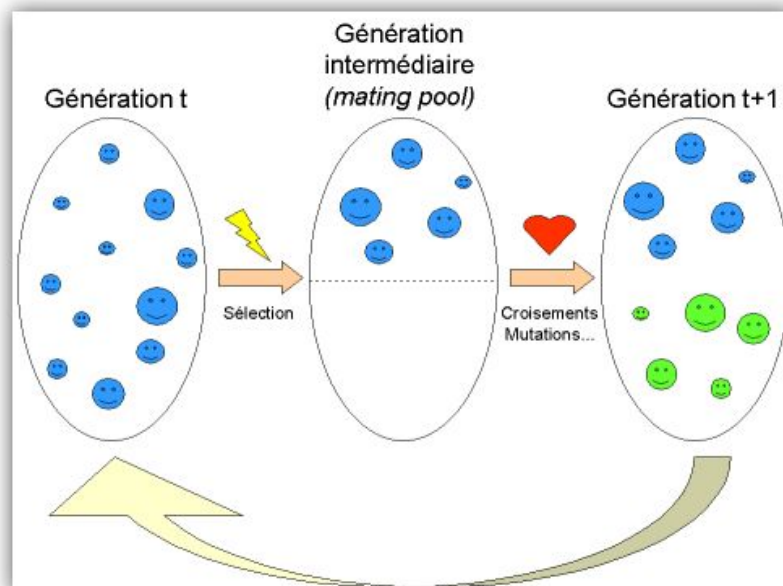 Génération t
Génération
intermédiaire
(mating pool)
Génération t+1
Sélection
Croisements
Mutations...